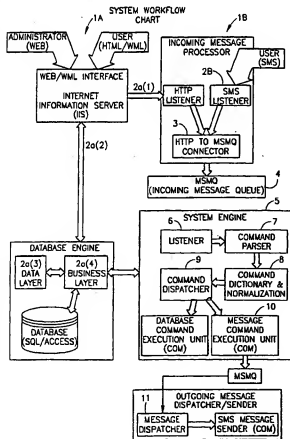 SYSTEM WORKFLOW
CHART
1A
1B
ADMINISTRATOR
(WEB)
USER
(HTML/WML)
WEB/WML INTERFACE
INTERNET
INFORMATION SERVER
(IIS)
2a(1)
INCOMING MESSAGE
PROCESSOR
USER
(SMS)
2B
HTTP
LISTENER
SMS
LISTENER
3
HTTP TO MSMQ
CONNECTOR
4
MSMQ
(INCOMING MESSAGE QUEUE)
2a(2)
5
SYSTEM ENGINE
6
7
LISTENER
COMMAND
PARSER
9
8
COMMAND
DISPATCHER
COMMAND
DICTIONARY &
NORMALIZATION
10
DATABASE
COMMAND
EXECUTION UNIT
(COM)
MESSAGE
COMMAND
EXECUTION UNIT
(COM)
DATABASE ENGINE
2a(3)
DATA
LAYER
2a(4)
BUSINESS
LAYER
DATABASE
(SQL/ACCESS)
MSMQ
OUTGOING MESSAGE
DISPATCHER/SENDER
11
MESSAGE
DISPATCHER
SMS MESSAGE
SENDER (COM)